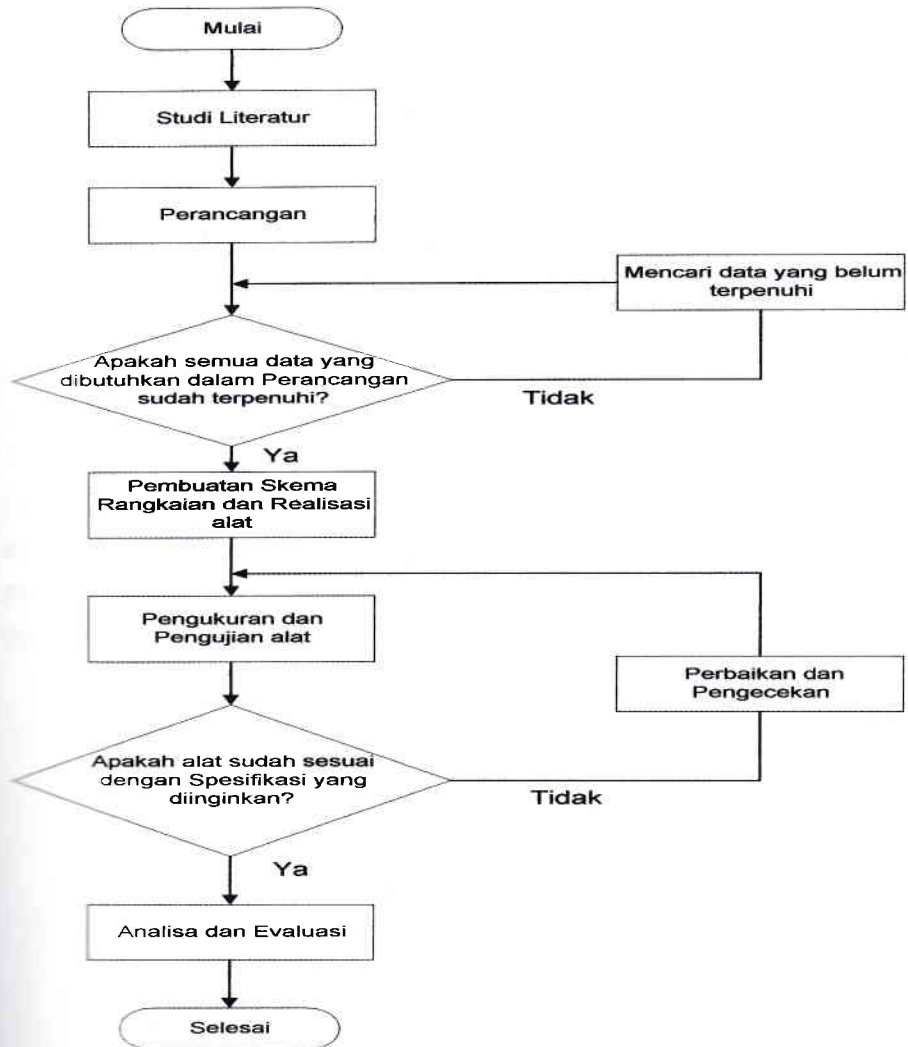 Mulai
Studi Literatur
Perancangan
Mencari data yang belum
terpenuhi
Apakah semua data yang
dibutuhkan dalam Perancangan
sudah terpenuhi?
Tidak
Ya
Pembuatan Skema
Rangkaian dan Realisasi
alat
Pengukuran dan
Pengujian alat
Perbaikan dan
Pengecekan
Apakah alat sudah sesuai
dengan Spesifikasi yang
diinginkan?
Tidak
Ya
Analisa dan Evaluasi
Selesai